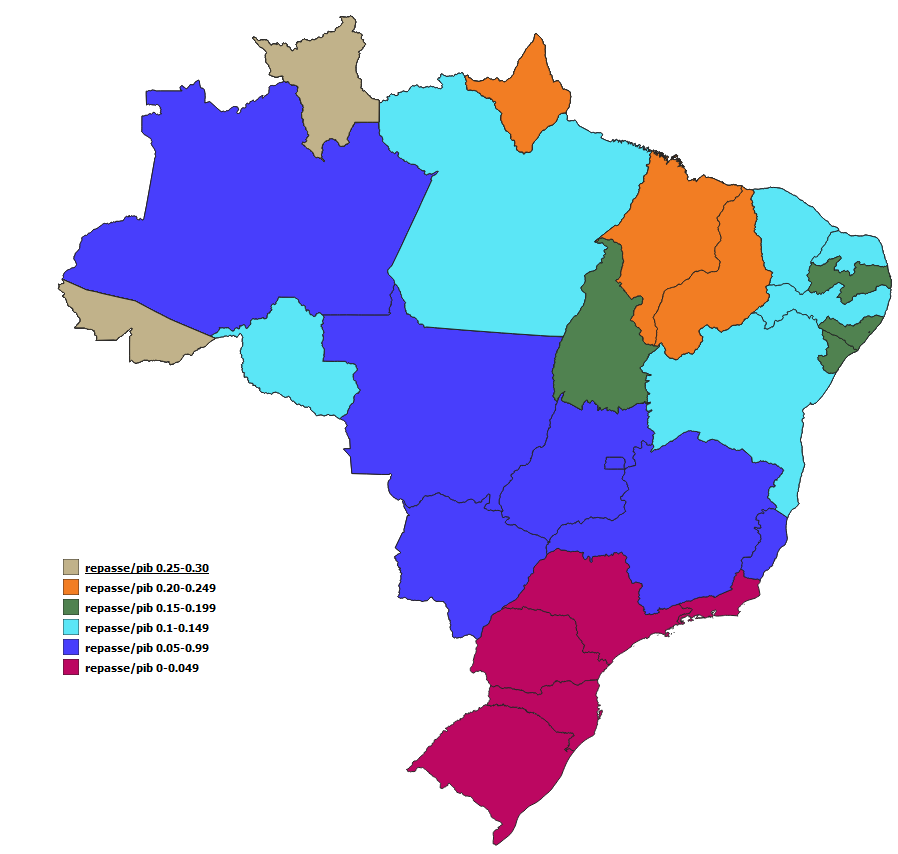 repasse/pib 0.25-0.30
repasse/pib 0.20-0.249
repasse/pib 0.15-0.199
repasse/pib 0.1-0.149
repasse/pib 0.05-0.99
repasse/pib 0-0.049